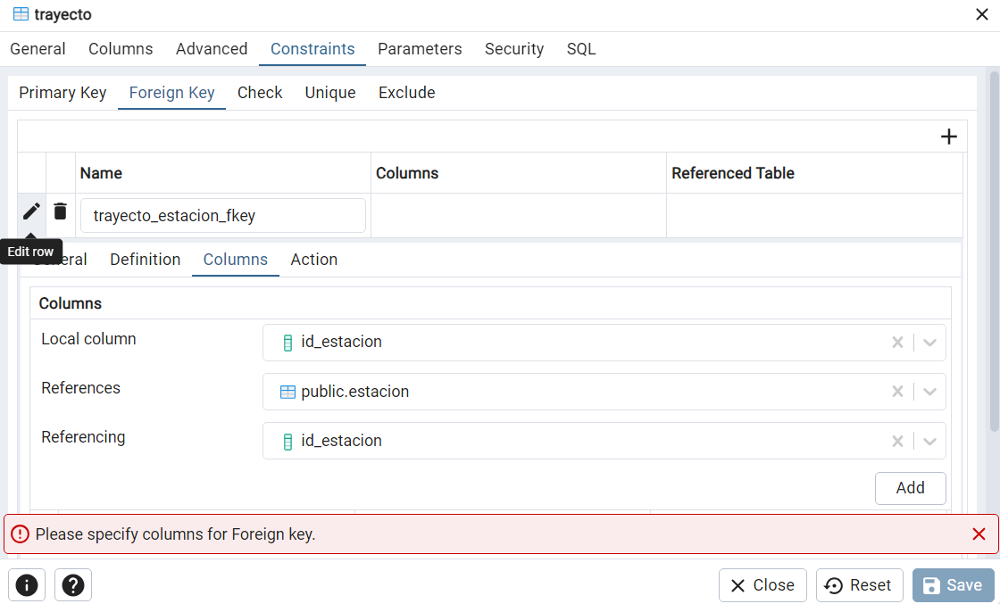 trayecto
General Columns Advanced Constraints Parameters Security SQL
Primary Key Foreign Key Check Unique Exclude
Name Columns Referenced Table
trayecto_estacion_fkey
Edit row
eral Definition Columns Action
Columns
Local column id_estacion
References public.estacion
Referencing id_estacion
Add
Please specify columns for Foreign key.
Close Reset Save